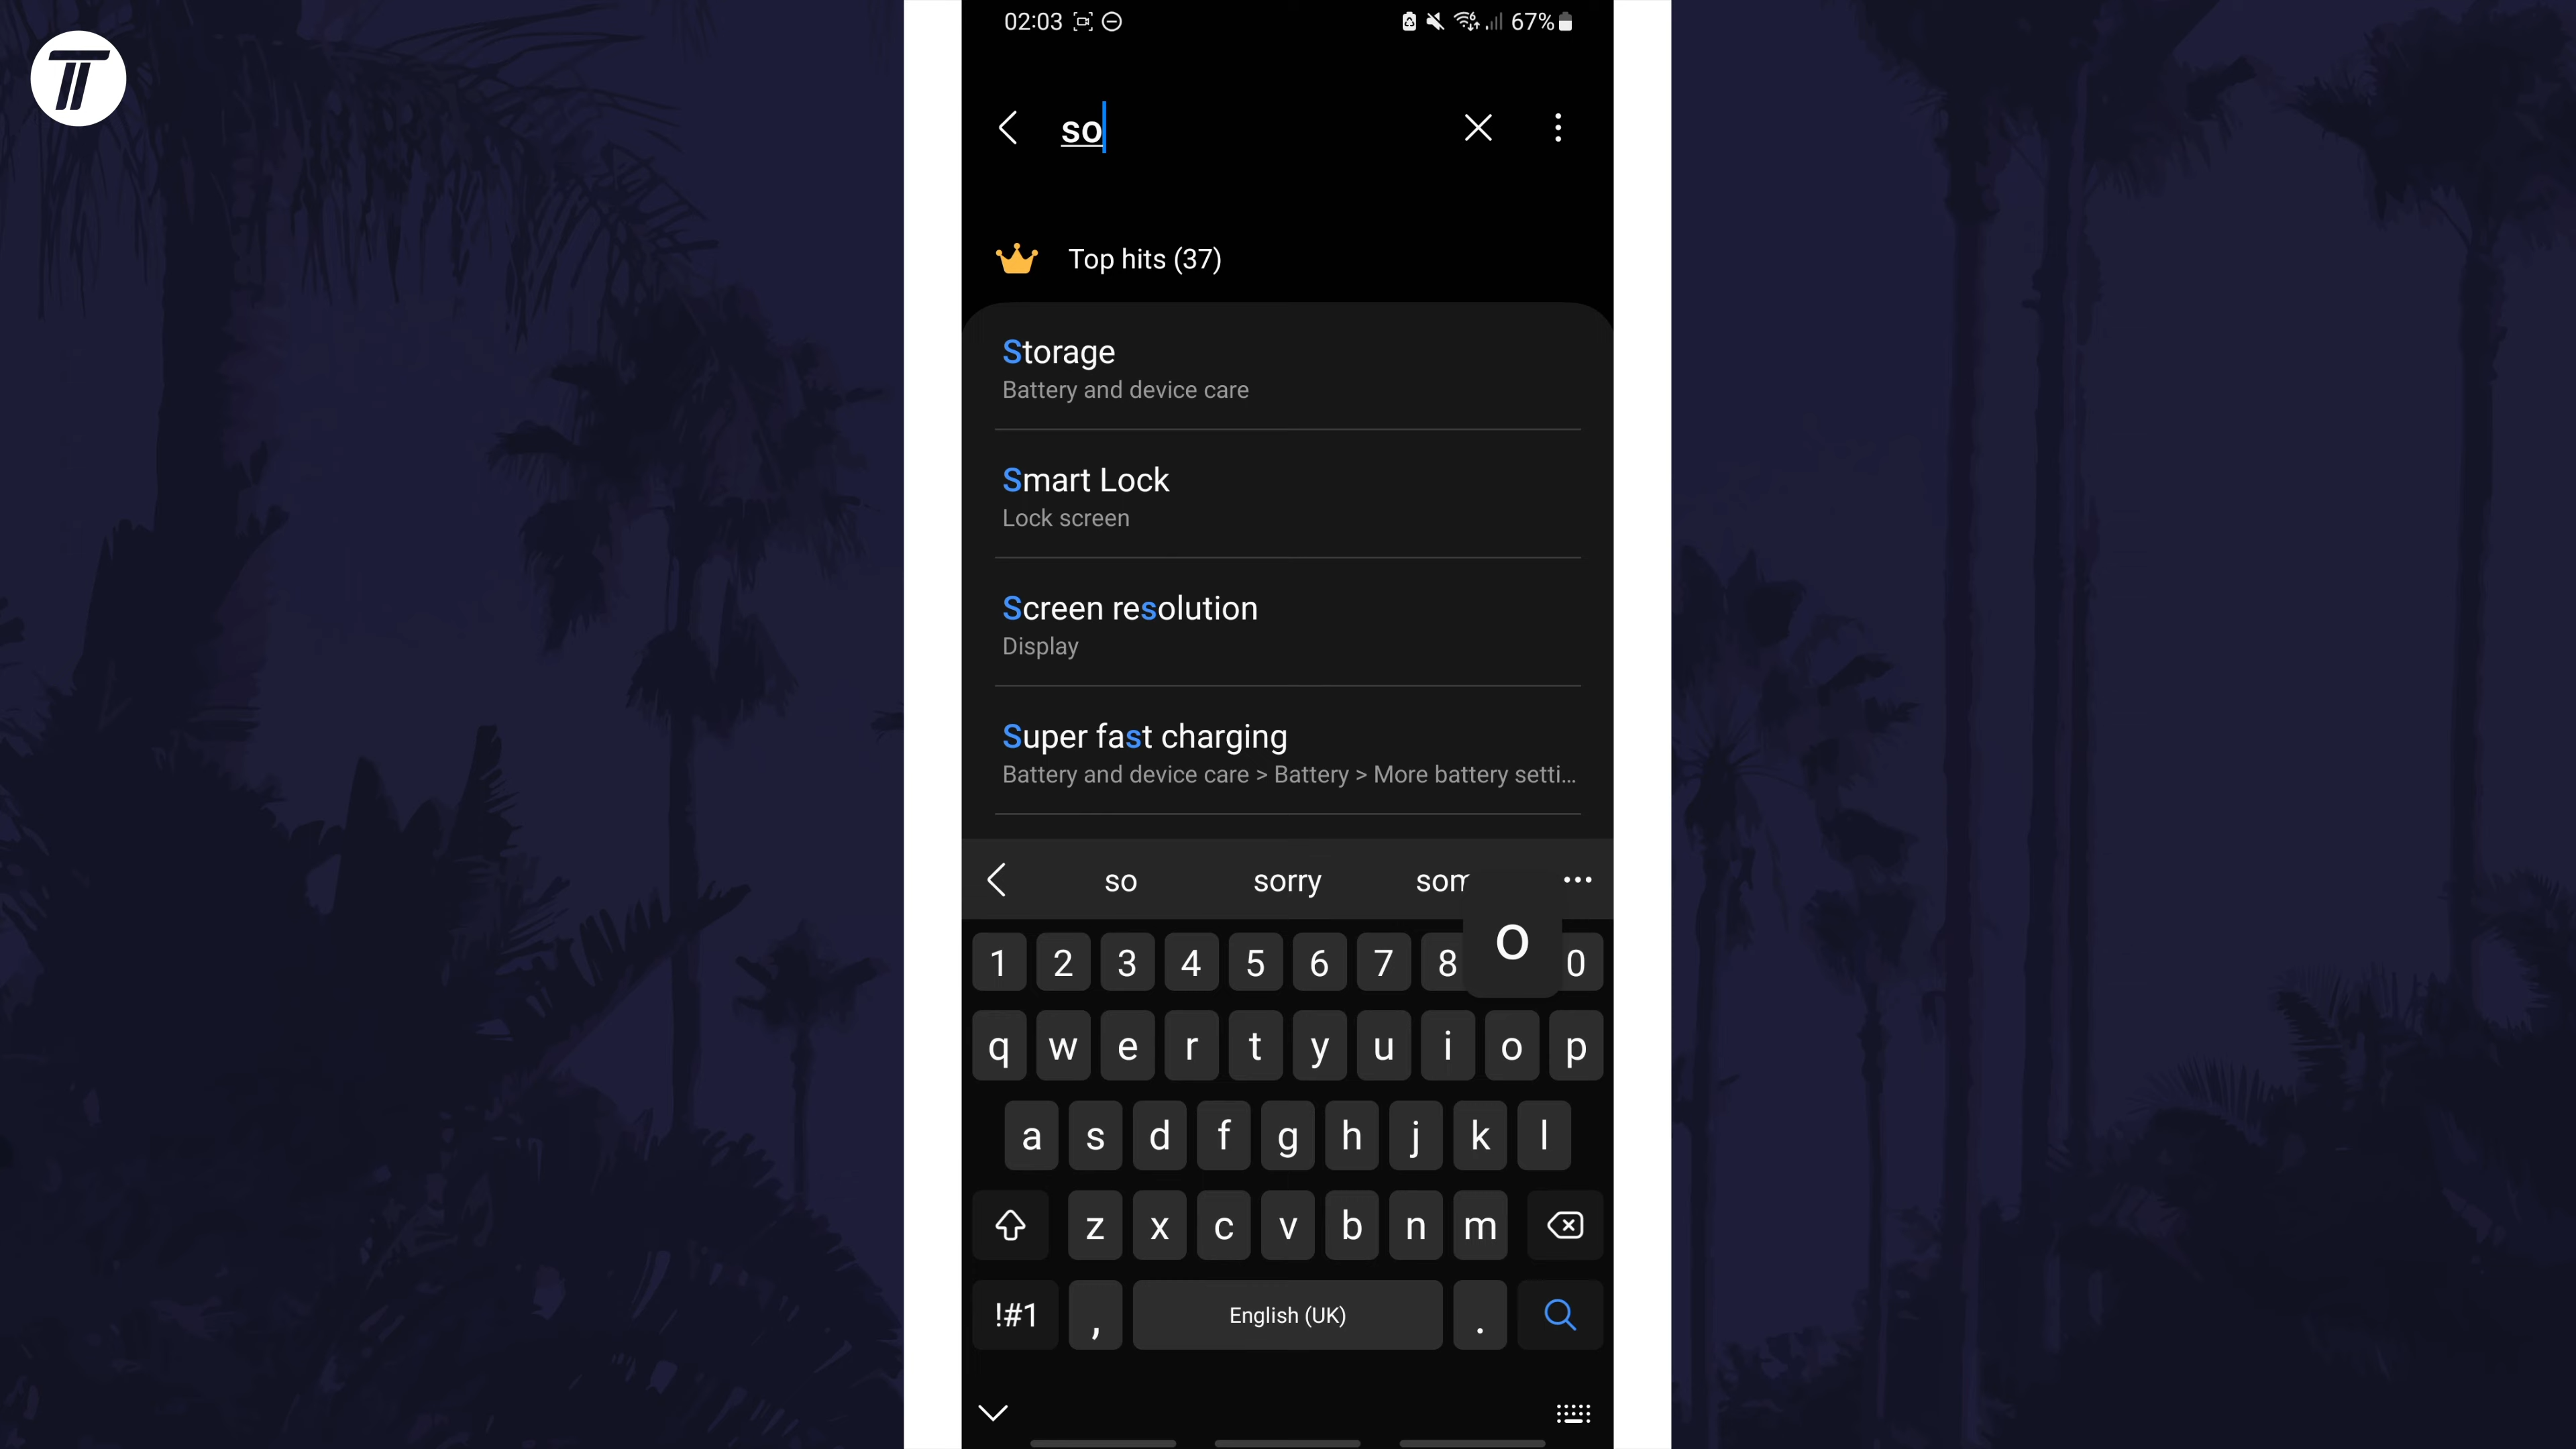 02:03 67%
so
Top hits (37)
Storage
Battery and device care
Smart Lock
Lock screen
Screen resolution
Display
Super fast charging
Battery and device care > Battery > More battery setti...
so sorry som
o
1 2 3 4 5 6 7 8 0
q w e r t y u i o p
a s d f g h j k l
z x c v b n m
!#1 , English (UK) .